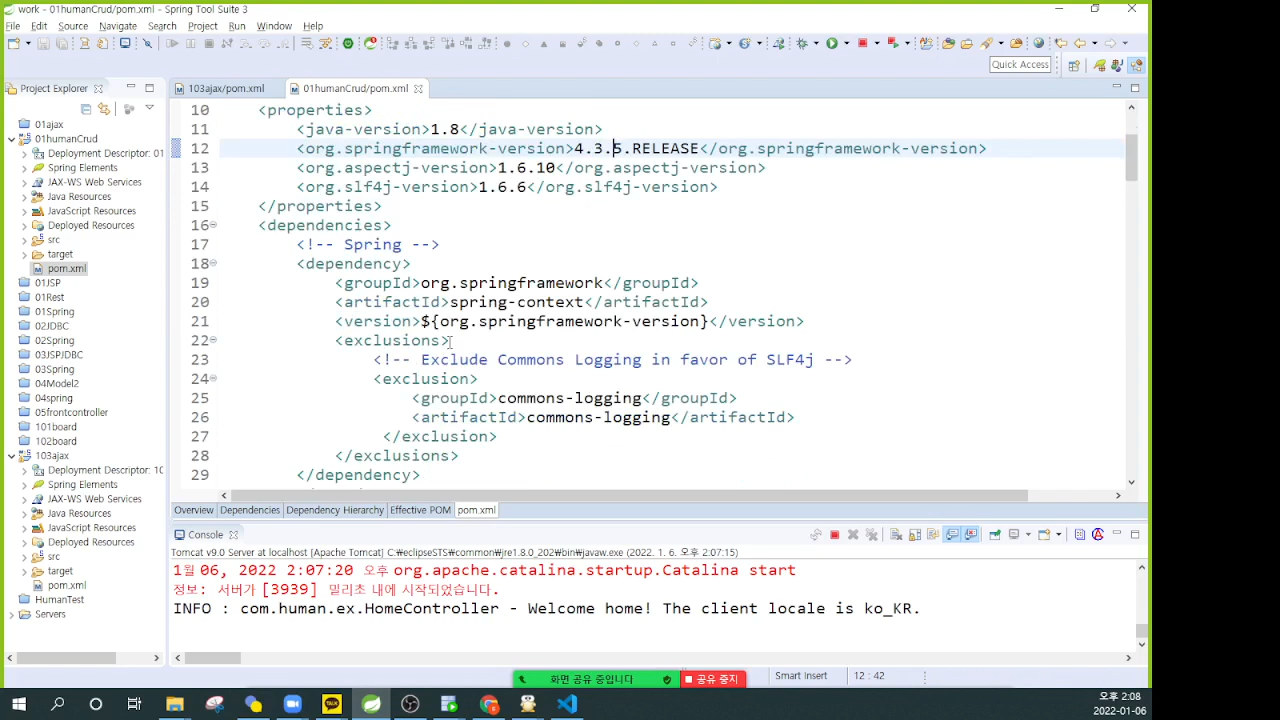 work - 01humanCrud/pom.xml - Spring Tool Suite 3
File Edit Source Navigate Search Project Run Window Help
Quick Access
Project Explorer
01ajax
01humanCrud
Deployment Descriptor: 01
Spring Elements
JAX-WS Web Services
Java Resources
JavaScript Resources
Deployed Resources
src
target
pom.xml
01JSP
01Rest
01Spring
02JDBC
02Spring
03JSP/DBC
03Spring
04Model2
04spring
05frontcontroller
101board
102board
103ajax
Deployment Descriptor: 10
Spring Elements
JAX-WS Web Services
Java Resources
JavaScript Resources
Deployed Resources
src
target
pom.xml
HumanTest
Servers
103ajax/pom.xml
01humanCrud/pom.xml
10 <properties>
11 <java-version>1.8</java-version>
12 <org.springframework-version>4.3.5.RELEASE</org.springframework-version>
13 <org.aspectj-version>1.6.10</org.aspectj-version>
14 <org.slf4j-version>1.6.6</org.slf4j-version>
15 </properties>
16 <dependencies>
17 <!-- Spring -->
18 <dependency>
19 <groupId>org.springframework</groupId>
20 <artifactId>spring-context</artifactId>
21 <version>${org.springframework-version}</version>
22 <exclusions>
23 <!-- Exclude Commons Logging in favor of SLF4j -->
24 <exclusion>
25 <groupId>commons-logging</groupId>
26 <artifactId>commons-logging</artifactId>
27 </exclusion>
28 </exclusions>
29 </dependency>
Overview Dependencies Dependency Hierarchy Effective POM pom.xml
Console
Tomcat v9.0 Server at localhost [Apache Tomcat] C:₩eclipseSTS₩common₩jre1.8.0_202₩bin₩javaw.exe (2022. 1. 6. 오후 2:07:15)
1월 06, 2022 2:07:20 오후 org.apache.catalina.startup.Catalina start
정보: 서버가 [3939] 밀리초 내에 시작되었습니다.
INFO : com.human.ex.HomeController - Welcome home! The client locale is ko_KR.
화면 공유 중입니다
공유 중지
Smart Insert
12 : 42
TALK
오후 2:08
2022-01-06